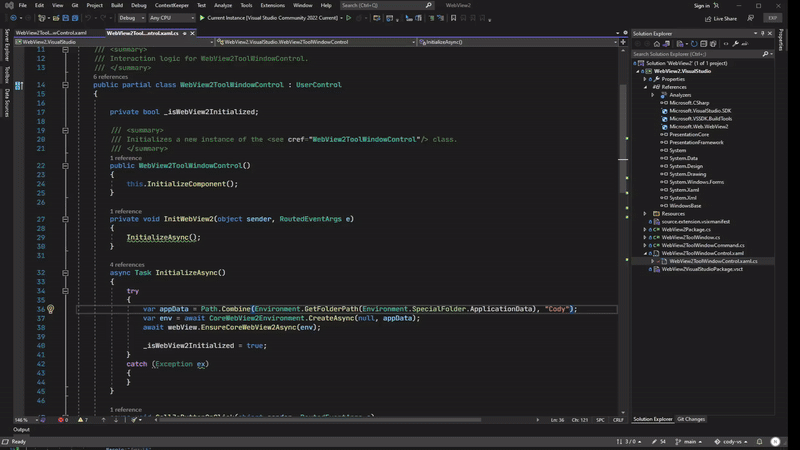 File Edit View Git Project Build Debug ContextKeeper Test Analyze Tools Extensions Window Help Search WebView2 Sign in
Debug Any CPU Current Instance (Visual Studio Community 2022 Current) Live Share EXP
WebView2Tool...ontrol.xaml WebView2Tool...ntrol.xaml.cs
WebView2.VisualStudio WebView2.VisualStudio.WebView2ToolWindowControl InitializeAsync()
Server Explorer
Toolbox
Data Sources
11 /// <summary>
12 /// Interaction logic for WebView2ToolWindowControl.
13 /// </summary>
6 references
14 public partial class WebView2ToolWindowControl : UserControl
15 {
16
17 private bool _isWebView2Initialized;
18
19 /// <summary>
20 /// Initializes a new instance of the <see cref="WebView2ToolWindowControl"/> class.
21 /// </summary>
1 reference
22 public WebView2ToolWindowControl()
23 {
24 this.InitializeComponent();
25 }
26
1 reference
27 private void InitWebView2(object sender, RoutedEventArgs e)
28 {
29 InitializeAsync();
30 }
31
4 references
32 async Task InitializeAsync()
33 {
34 try
35 {
36 var appData = Path.Combine(Environment.GetFolderPath(Environment.SpecialFolder.ApplicationData), "Cody");
37 var env = await CoreWebView2Environment.CreateAsync(null, appData);
38 await webView.EnsureCoreWebView2Async(env);
39
40 _isWebView2Initialized = true;
41 }
42 catch (Exception ex)
43 {
44 }
45 }
46
1 reference
146 % 0 7 Ln: 36 Ch: 95 SPC CRLF
Output
Ready 3 / 0 54 main cody-vs
Solution Explorer
Search Solution Explorer (Ctrl+;)
Solution 'WebView2' (1 of 1 project)
WebView2.VisualStudio
Properties
References
Analyzers
Microsoft.CSharp
Microsoft.VisualStudio.SDK
Microsoft.VSSDK.BuildTools
Microsoft.Web.WebView2
PresentationCore
PresentationFramework
System
System.Data
System.Design
System.Drawing
System.Windows.Forms
System.Xaml
System.Xml
WindowsBase
Resources
source.extension.vsixmanifest
WebView2Package.cs
WebView2ToolWindow.cs
WebView2ToolWindowCommand.cs
WebView2ToolWindowControl.xaml
WebView2ToolWindowControl.xaml.cs
WebView2VisualStudioPackage.vsct
Solution Explorer Git Changes
Properties